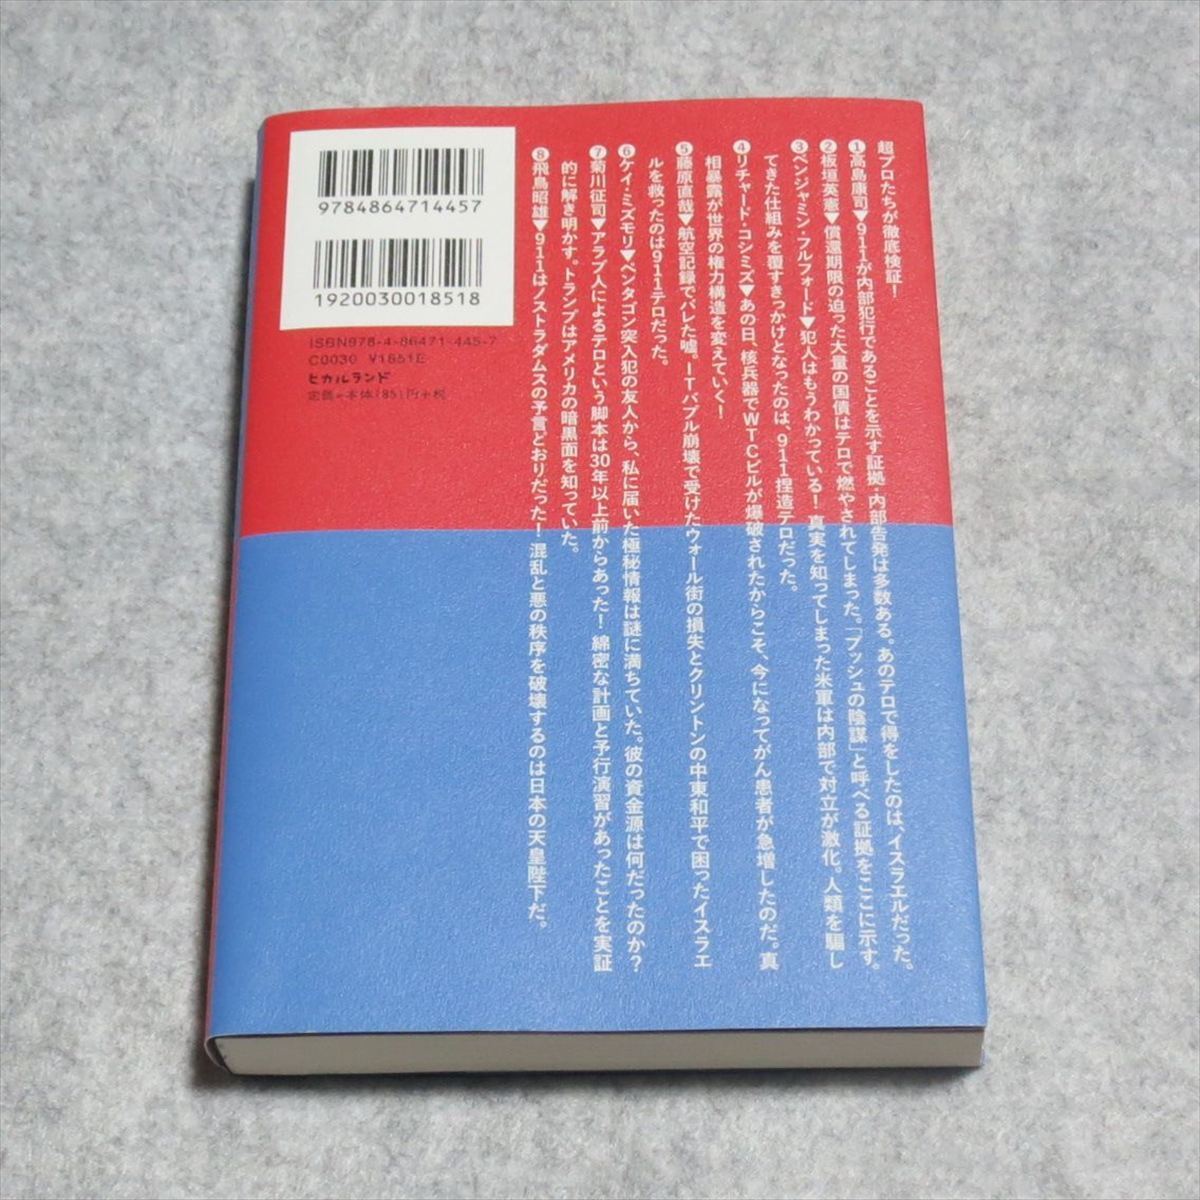 9784864714457
1920030018518
ISBN978-4-86471-445-7
C0030 ¥1851E
ヒカルランド
定価=本体1851円+税
超プロたちが徹底検証！
❶高島康司▼911が内部犯行であることを示す証拠・内部告発は多数ある。あのテロで得をしたのは、イスラエルだった。
❷板垣英憲▼償還期限の迫った大量の国債はテロで燃やされてしまった。「ブッシュの陰謀」と呼べる証拠をここに示す。
❸ベンジャミン・フルフォード▼犯人はもうわかっている！真実を知ってしまった米軍は内部で対立が激化。人類を騙し
てきた仕組みを覆すきっかけとなったのは、911捏造テロだった。
❹リチャード・コシミズ▼あの日、核兵器でWTCビルが爆破されたからこそ、今になってがん患者が急増したのだ。真
相暴露が世界の権力構造を変えていく！
❺藤原直哉▼航空記録でバレた嘘。ITバブル崩壊で受けたウォール街の損失とクリントンの中東和平で困ったイスラエ
ルを救ったのは911テロだった。
❻ケイ・ミズモリ▼ペンタゴン突入犯の友人から、私に届いた極秘情報は謎に満ちていた。彼の資金源は何だったのか？
❼菊川征司▼アラブ人によるテロという脚本は30年以上前からあった！綿密な計画と予行演習があったことを実証
的に解き明かす。トランプはアメリカの暗黒面を知っていた。
❽飛鳥昭雄▼911はノストラダムスの予言どおりだった！混乱と悪の秩序を破壊するのは日本の天皇陛下だ。